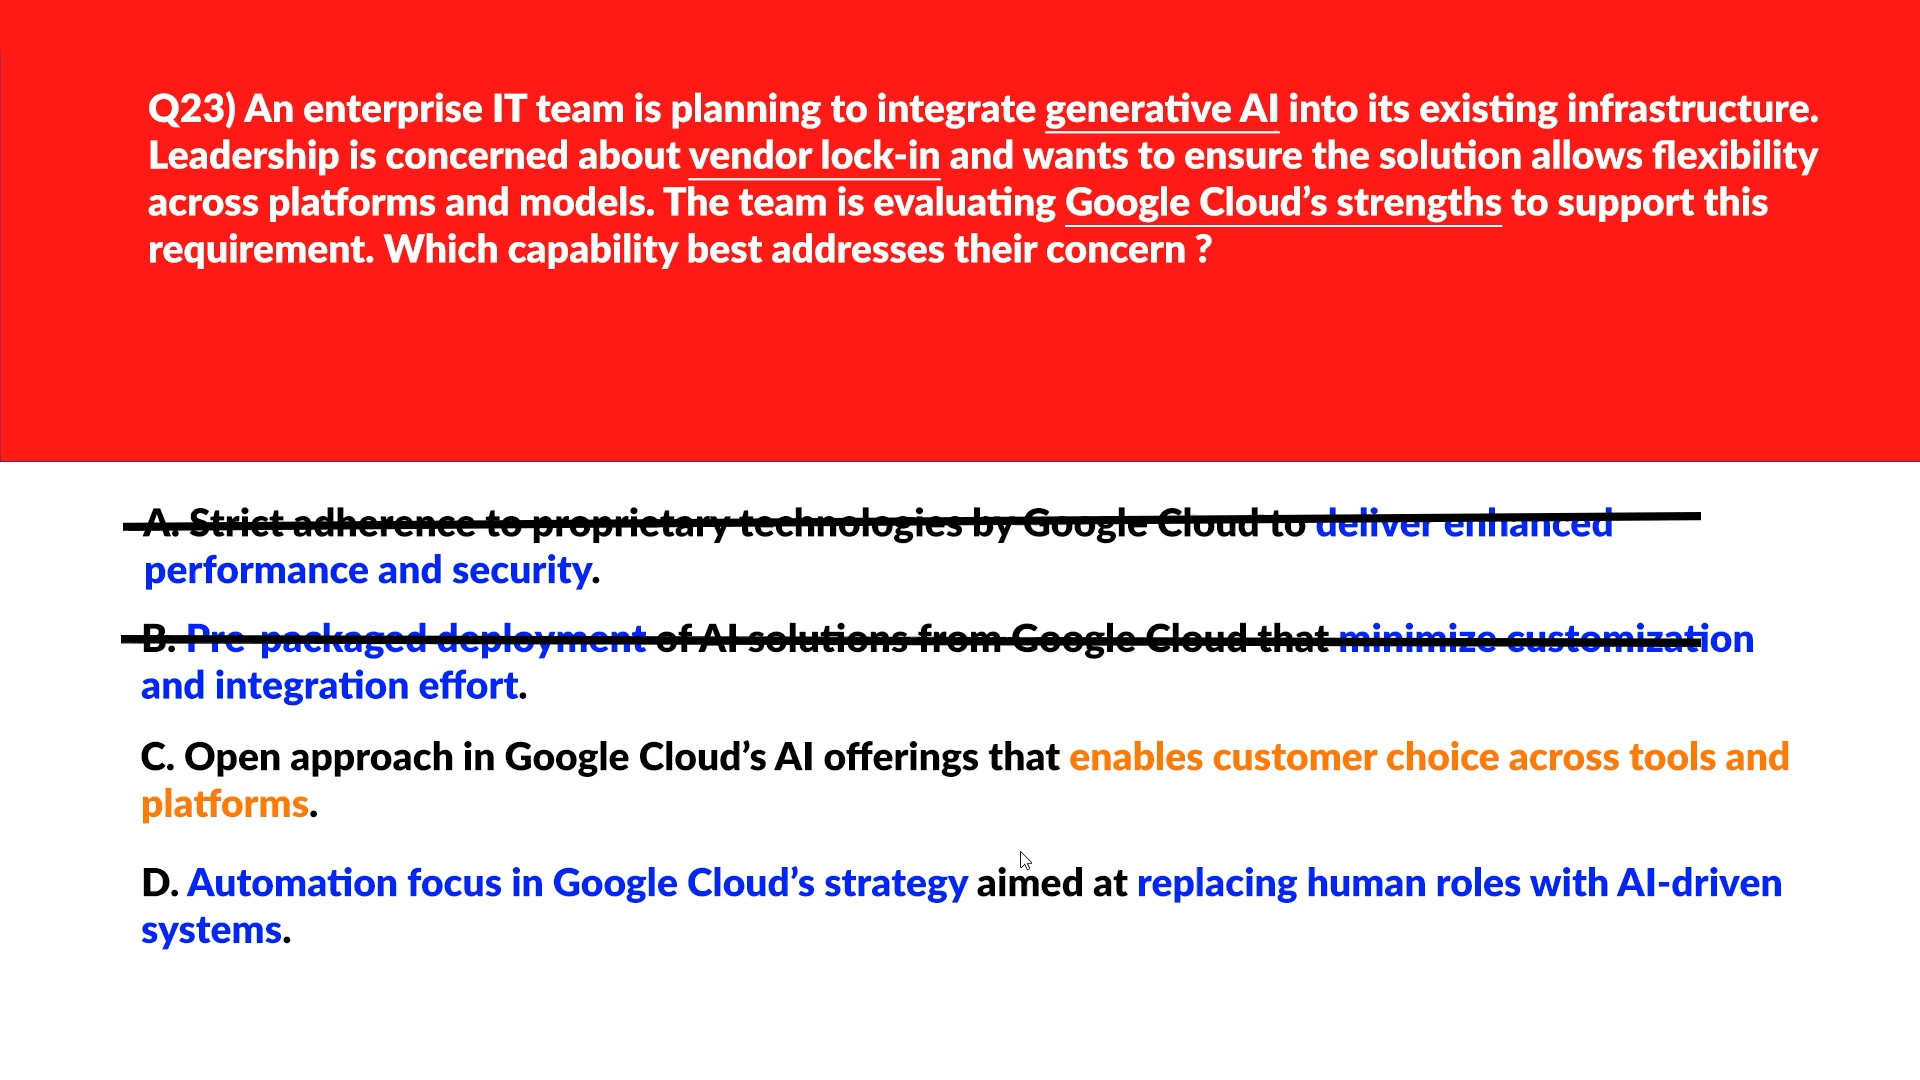 Q23) An enterprise IT team is planning to integrate generative AI into its existing infrastructure.
Leadership is concerned about vendor lock-in and wants to ensure the solution allows flexibility
across platforms and models. The team is evaluating Google Cloud’s strengths to support this
requirement. Which capability best addresses their concern ?
A. Strict adherence to proprietary technologies by Google Cloud to deliver enhanced
performance and security.
B. Pre-packaged deployment of AI solutions from Google Cloud that minimize customization
and integration effort.
C. Open approach in Google Cloud’s AI offerings that enables customer choice across tools and
platforms.
D. Automation focus in Google Cloud’s strategy aimed at replacing human roles with AI-driven
systems.